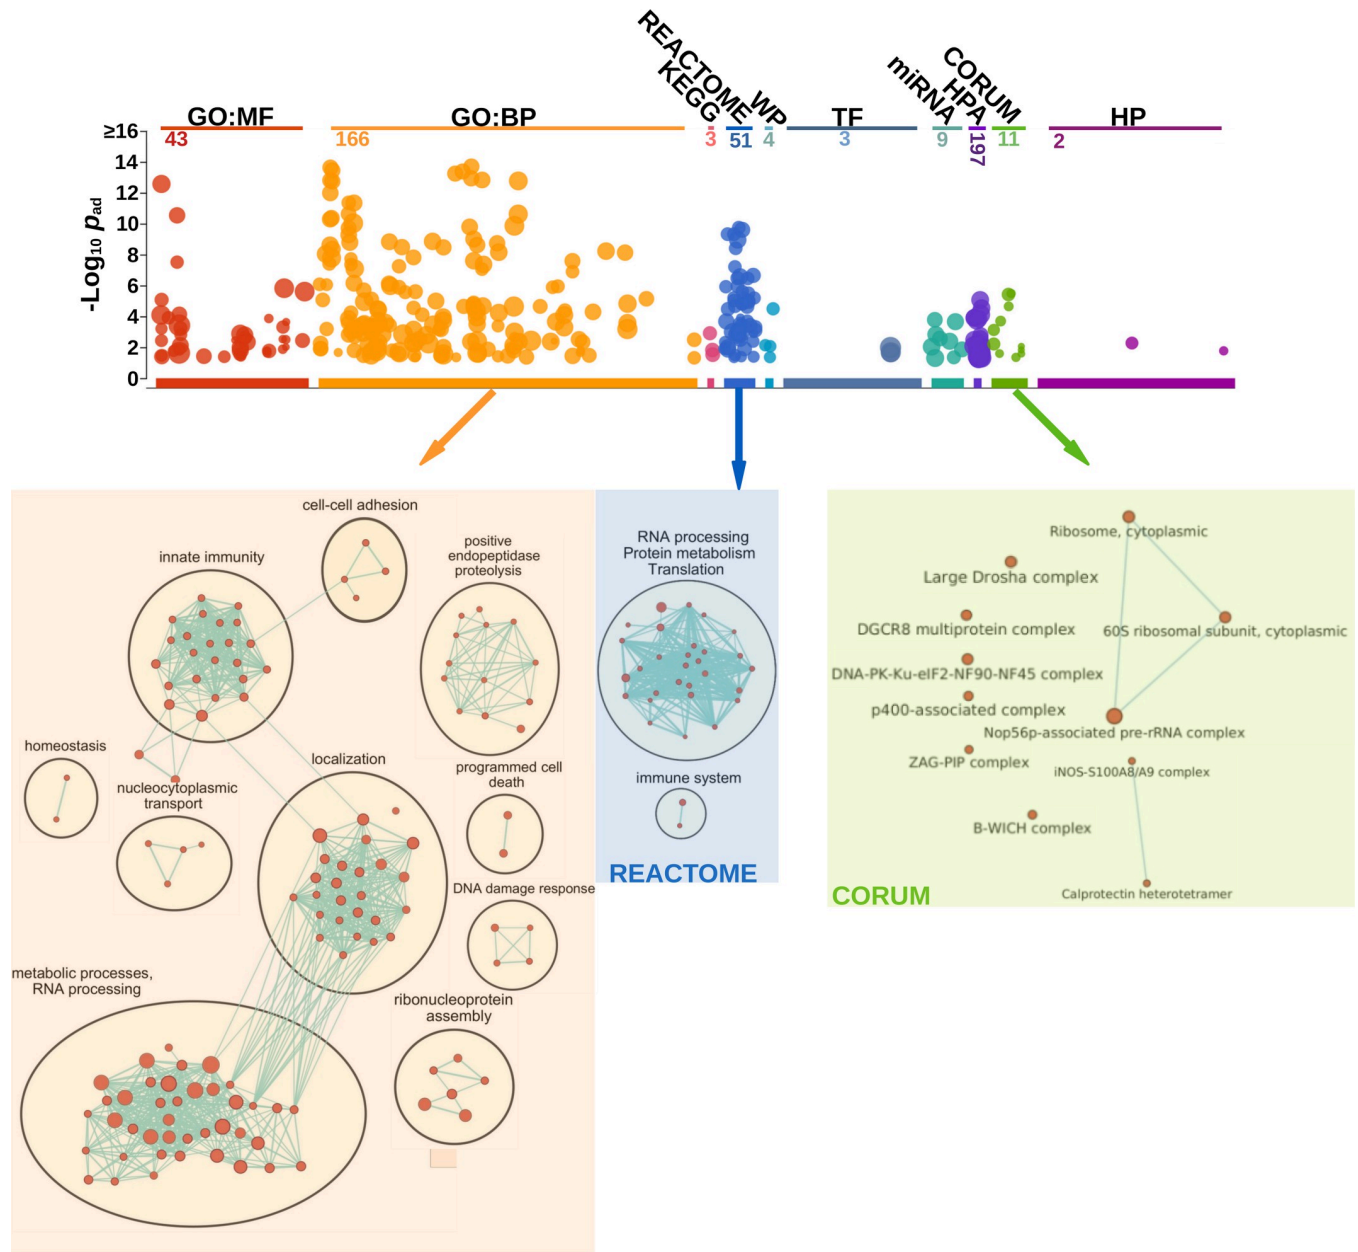 REACTOME
KEGG
WP
miRNA
HPA
CORUM
GO:MF
GO:BP
TF
HP
43
166
3
51
4
3
9
197
11
2
-Log10 pad
≥16
14
12
10
8
6
4
2
0
cell-cell adhesion
innate immunity
positive
endopeptidase
proteolysis
homeostasis
nucleocytoplasmic
transport
localization
programmed cell
death
DNA damage response
metabolic processes,
RNA processing
ribonucleoprotein
assembly
RNA processing
Protein metabolism
Translation
immune system
REACTOME
Ribosome, cytoplasmic
Large Drosha complex
DGCR8 multiprotein complex
60S ribosomal subunit, cytoplasmic
DNA-PK-Ku-eIF2-NF90-NF45 complex
p400-associated complex
Nop56p-associated pre-rRNA complex
ZAG-PIP complex
iNOS-S100A8/A9 complex
B-WICH complex
Calprotectin heterotetramer
CORUM